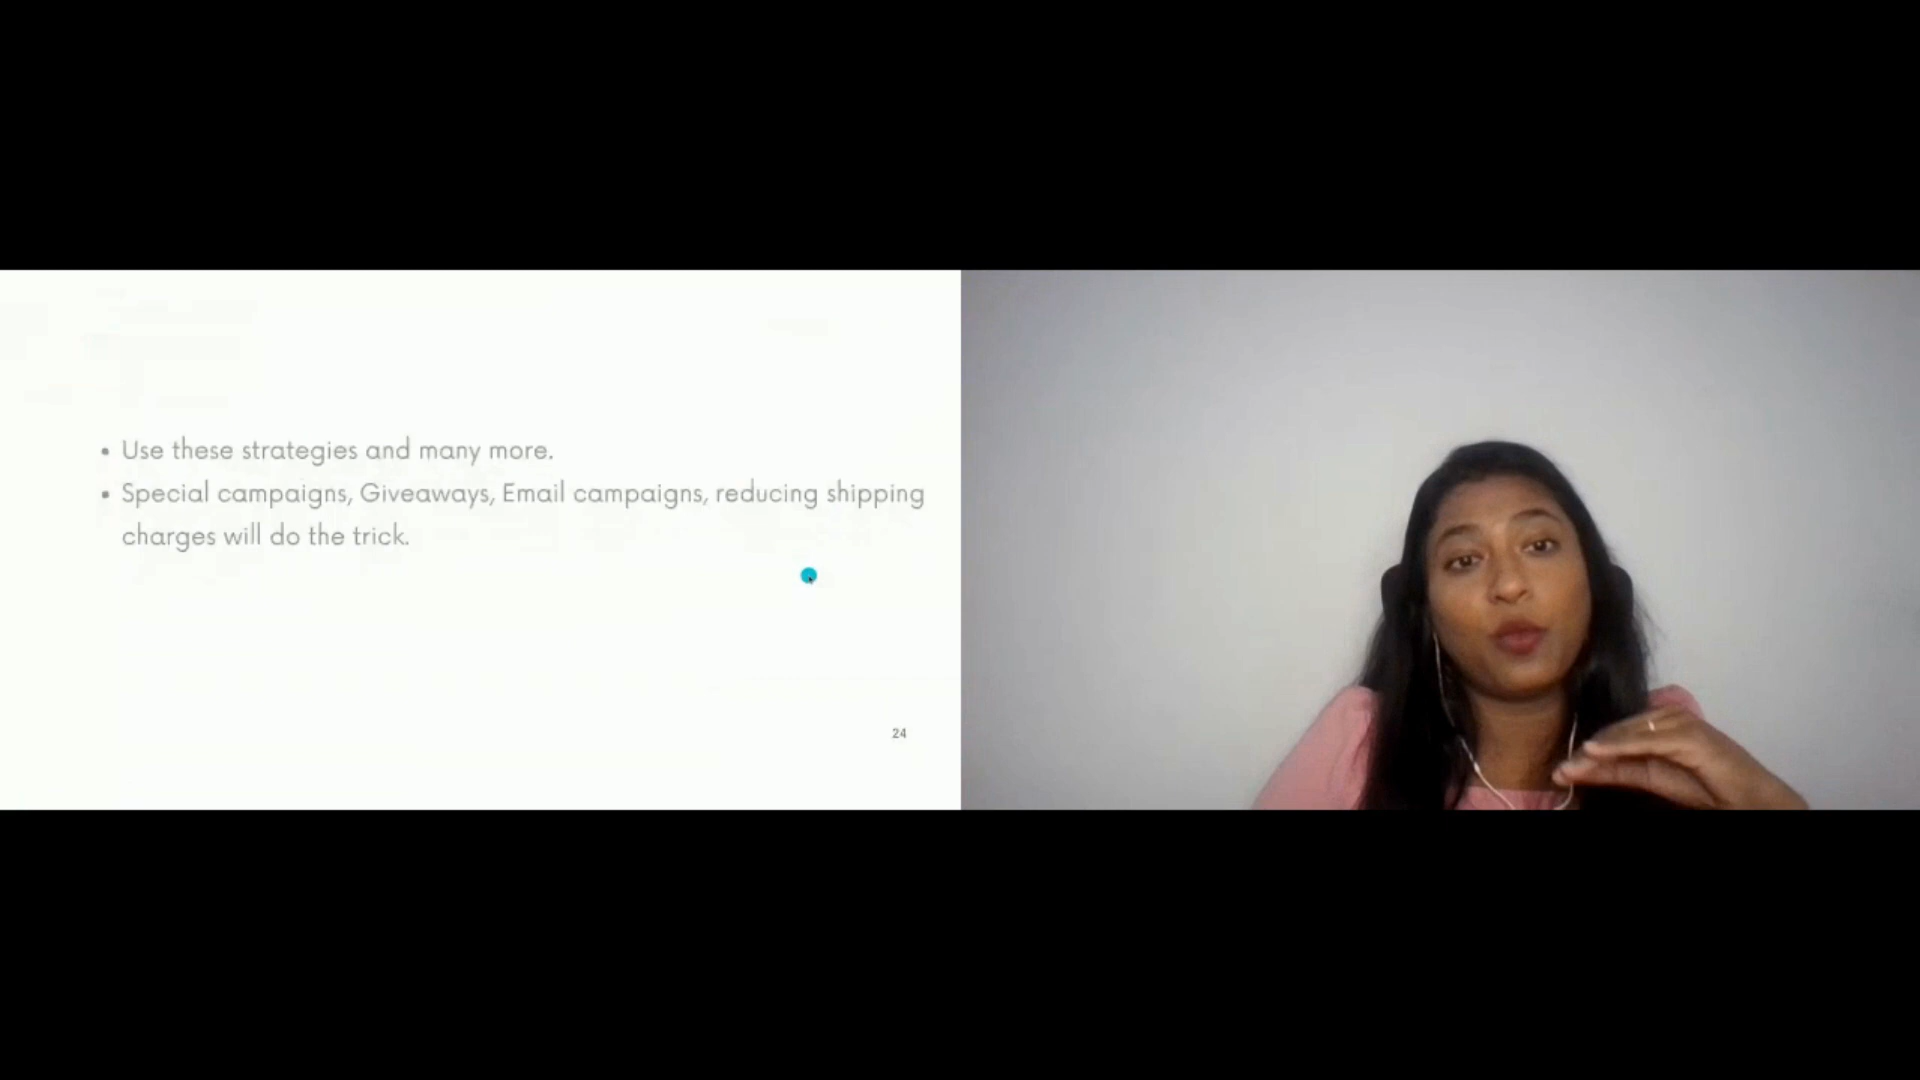 • Use these strategies and many more.
• Special campaigns, Giveaways, Email campaigns, reducing shipping
charges will do the trick.
24